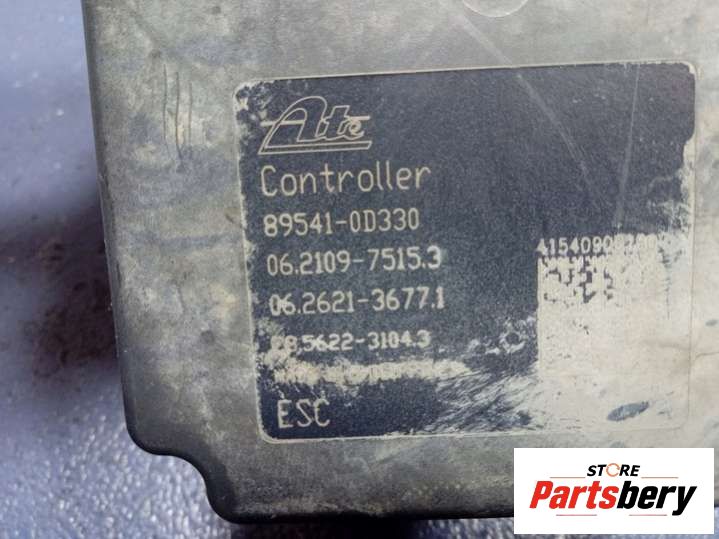 Ate
Controller
89541-0D330
06.2109-7515.3
06.2621-3677.1
28.5622-3104.3
ESC
STORE
Partsbery